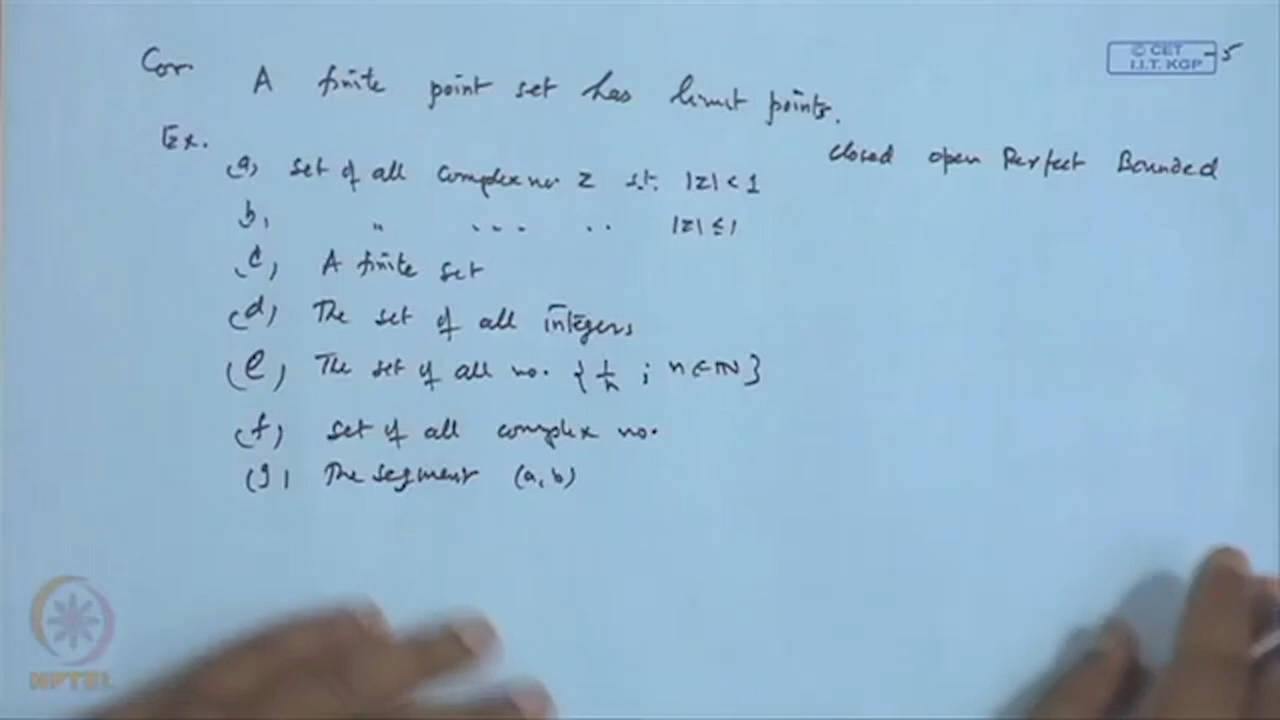 © CET
I.I.T. KGP
-5
Cor. A finite point set has limit points.
Ex.
closed open Perfect Bounded
(a) set of all complex no z s.t. |z| < 1
b, " ... .. |z| ≤ 1
(c) A finite set
(d) The set of all integers
(e) The set of all no. {1/n ; n ∈ N}
(f) set of all complex no.
(g) The segment (a, b)
NPTEL